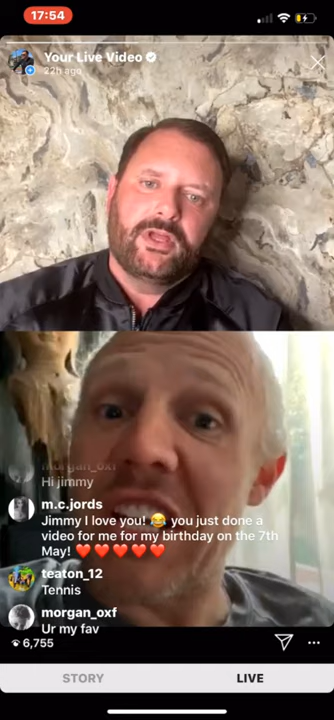 17:54
Your Live Video
22h ago
morgan_oxf
Hi jimmy
m.c.jords
Jimmy I love you! 😂 you just done a
video for me for my birthday on the 7th
May! ❤️❤️❤️❤️❤️
teaton_12
Tennis
morgan_oxf
Ur my fav
6,755
STORY
LIVE